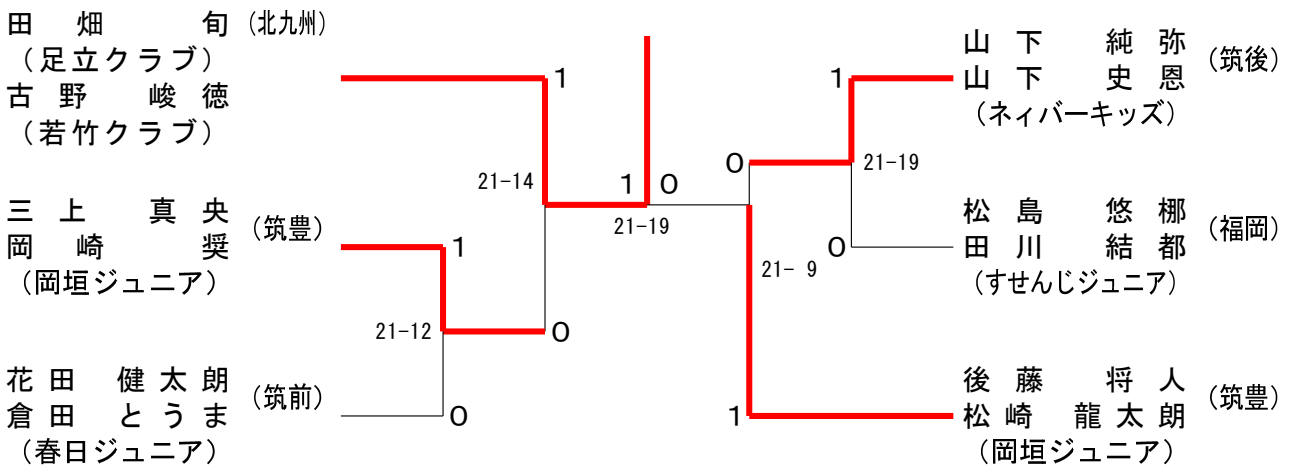 田畑 旬 (北九州)
(足立クラブ)
古野 峻徳
(若竹クラブ)
三上 真央 (筑豊)
岡崎 奨
(岡垣ジュニア)
花田 健太朗 (筑前)
倉田 とうま
(春日ジュニア)
1
21-14
1
21-12
0
0
1 0
21-19
0
1
21-19
0
21- 9
1
山下 純弥 (筑後)
山下 史恩
(ネイバーキッズ)
松島 悠梛 (福岡)
田川 結都
(すせんじジュニア)
後藤 将人 (筑豊)
松崎 龍太朗
(岡垣ジュニア)